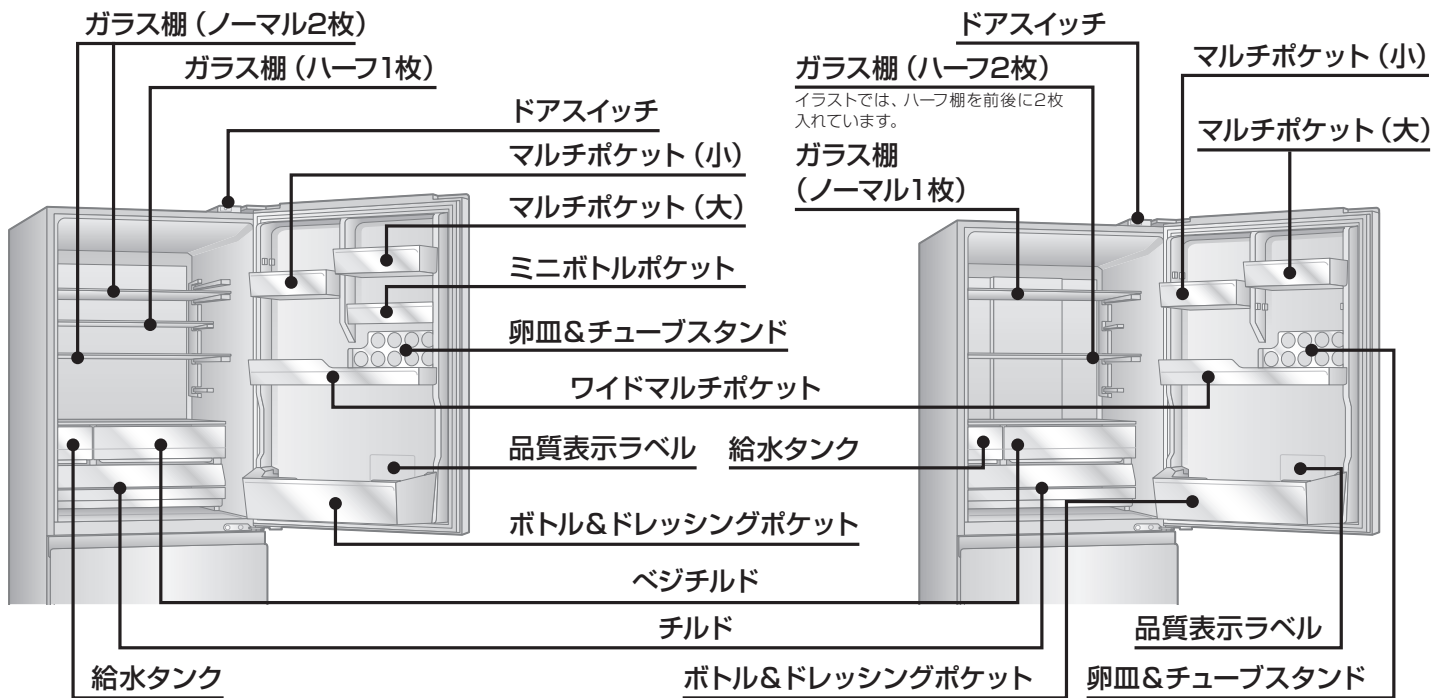 ガラス棚（ノーマル2枚）
ガラス棚（ハーフ1枚）
ドアスイッチ
マルチポケット（小）
マルチポケット（大）
ミニボトルポケット
卵皿＆チューブスタンド
ワイドマルチポケット
品質表示ラベル
ボトル＆ドレッシングポケット
ベジチルド
チルド
給水タンク
ドアスイッチ
ガラス棚（ハーフ2枚）
イラストでは、ハーフ棚を前後に2枚
入れています。
ガラス棚
（ノーマル1枚）
マルチポケット（小）
マルチポケット（大）
給水タンク
品質表示ラベル
ボトル＆ドレッシングポケット
卵皿＆チューブスタンド